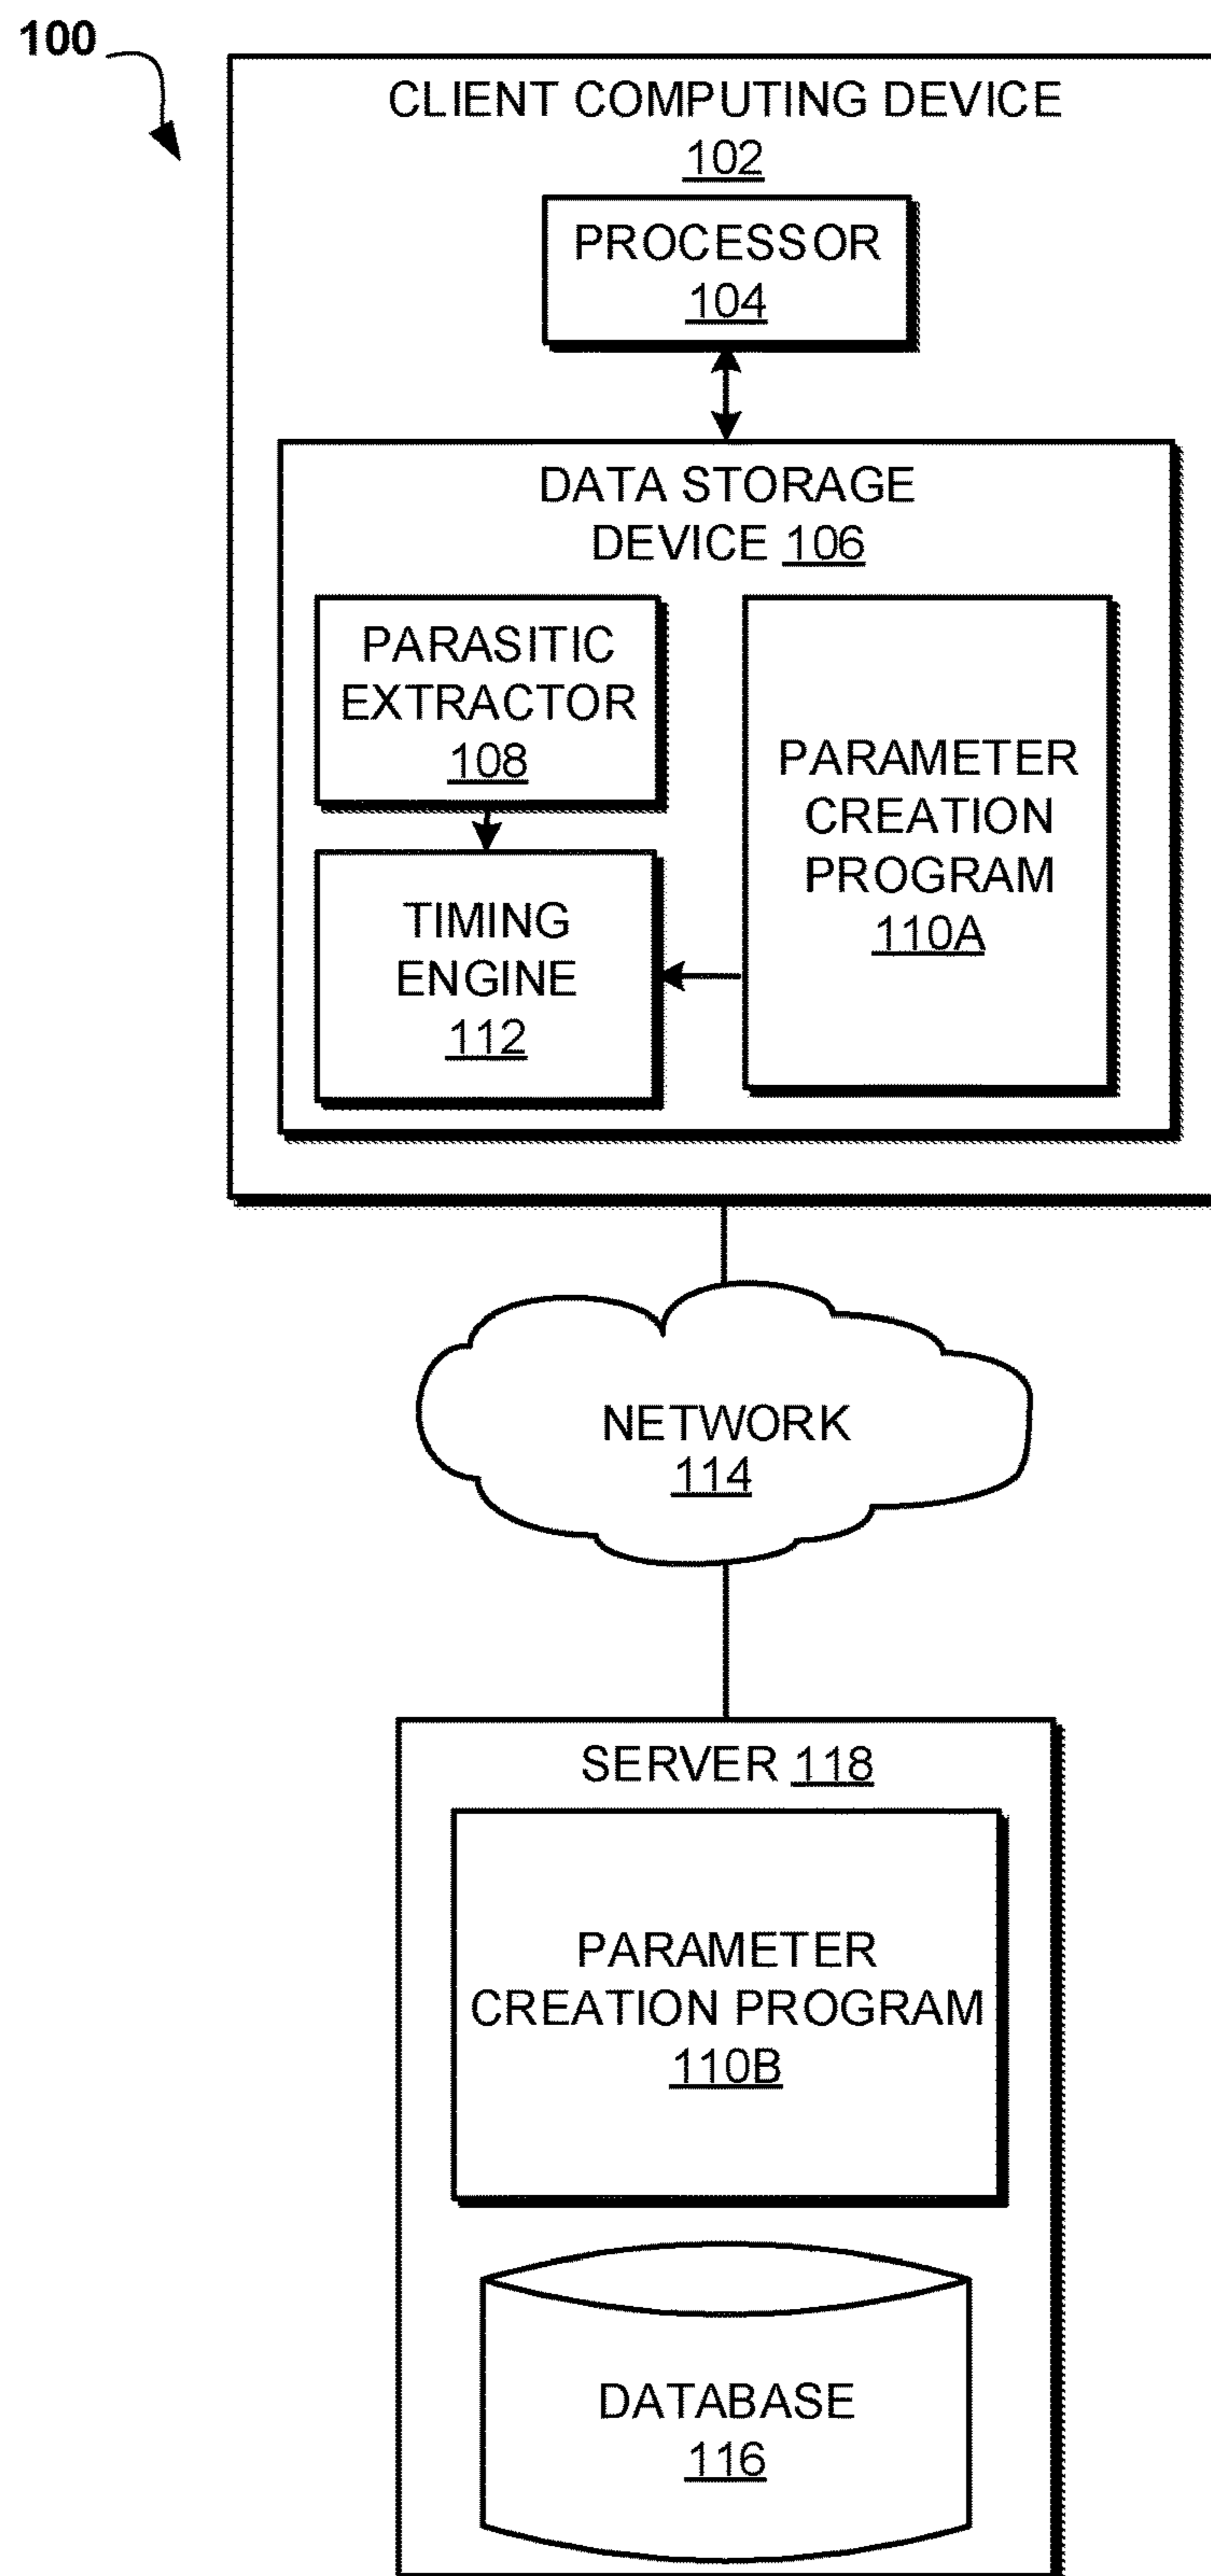 100
CLIENT COMPUTING DEVICE
102
PROCESSOR
104
DATA STORAGE
DEVICE 106
PARASITIC
EXTRACTOR
108
PARAMETER
CREATION
PROGRAM
110A
TIMING
ENGINE
112
NETWORK
114
SERVER 118
PARAMETER
CREATION PROGRAM
110B
DATABASE
116